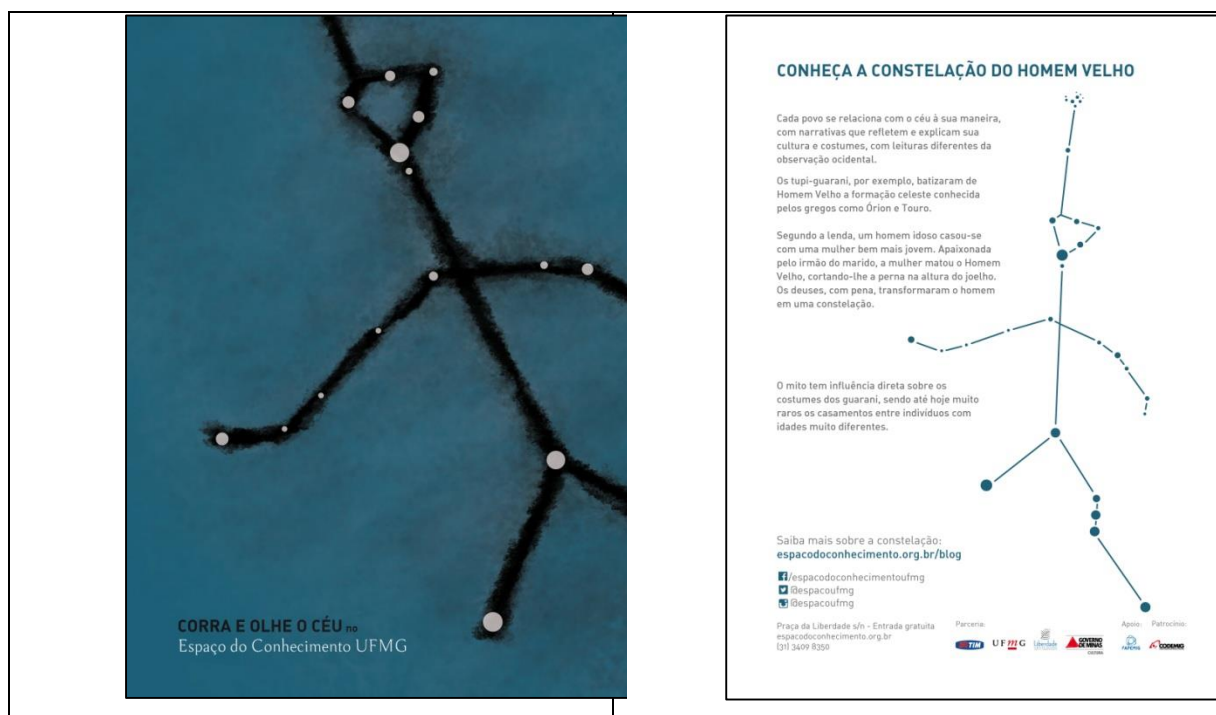 CORRA E OLHE O CÉU no
Espaço do Conhecimento UFMG
CONHEÇA A CONSTELAÇÃO DO HOMEM VELHO
Cada povo se relaciona com o céu à sua maneira,
com narrativas que refletem e explicam sua
cultura e costumes, com leituras diferentes da
observação ocidental.
Os tupi-guarani, por exemplo, batizaram de
Homem Velho a formação celeste conhecida
pelos gregos como Órion e Touro.
Segundo a lenda, um homem idoso casou-se
com uma mulher bem mais jovem. Apaixonada
pelo irmão do marido, a mulher matou o Homem
Velho, cortando-lhe a perna na altura do joelho.
Os deuses, com pena, transformaram o homem
em uma constelação.
O mito tem influência direta sobre os
costumes dos guarani, sendo até hoje muito
raros os casamentos entre indivíduos com
idades muito diferentes.
Saiba mais sobre a constelação:
espacodoconhecimento.org.br/blog
/espacodoconhecimentoufmg
@espacoufmg
@espacoufmg
Praça da Liberdade s/n - Entrada gratuita
espacodoconhecimento.org.br
(31) 3409 8350
Parceria:
TIM
UFMG
Liberdade
GOVERNO
DE MINAS
CULTURA
Apoio:
FAPEMIG
Patrocínio:
CODEMIG